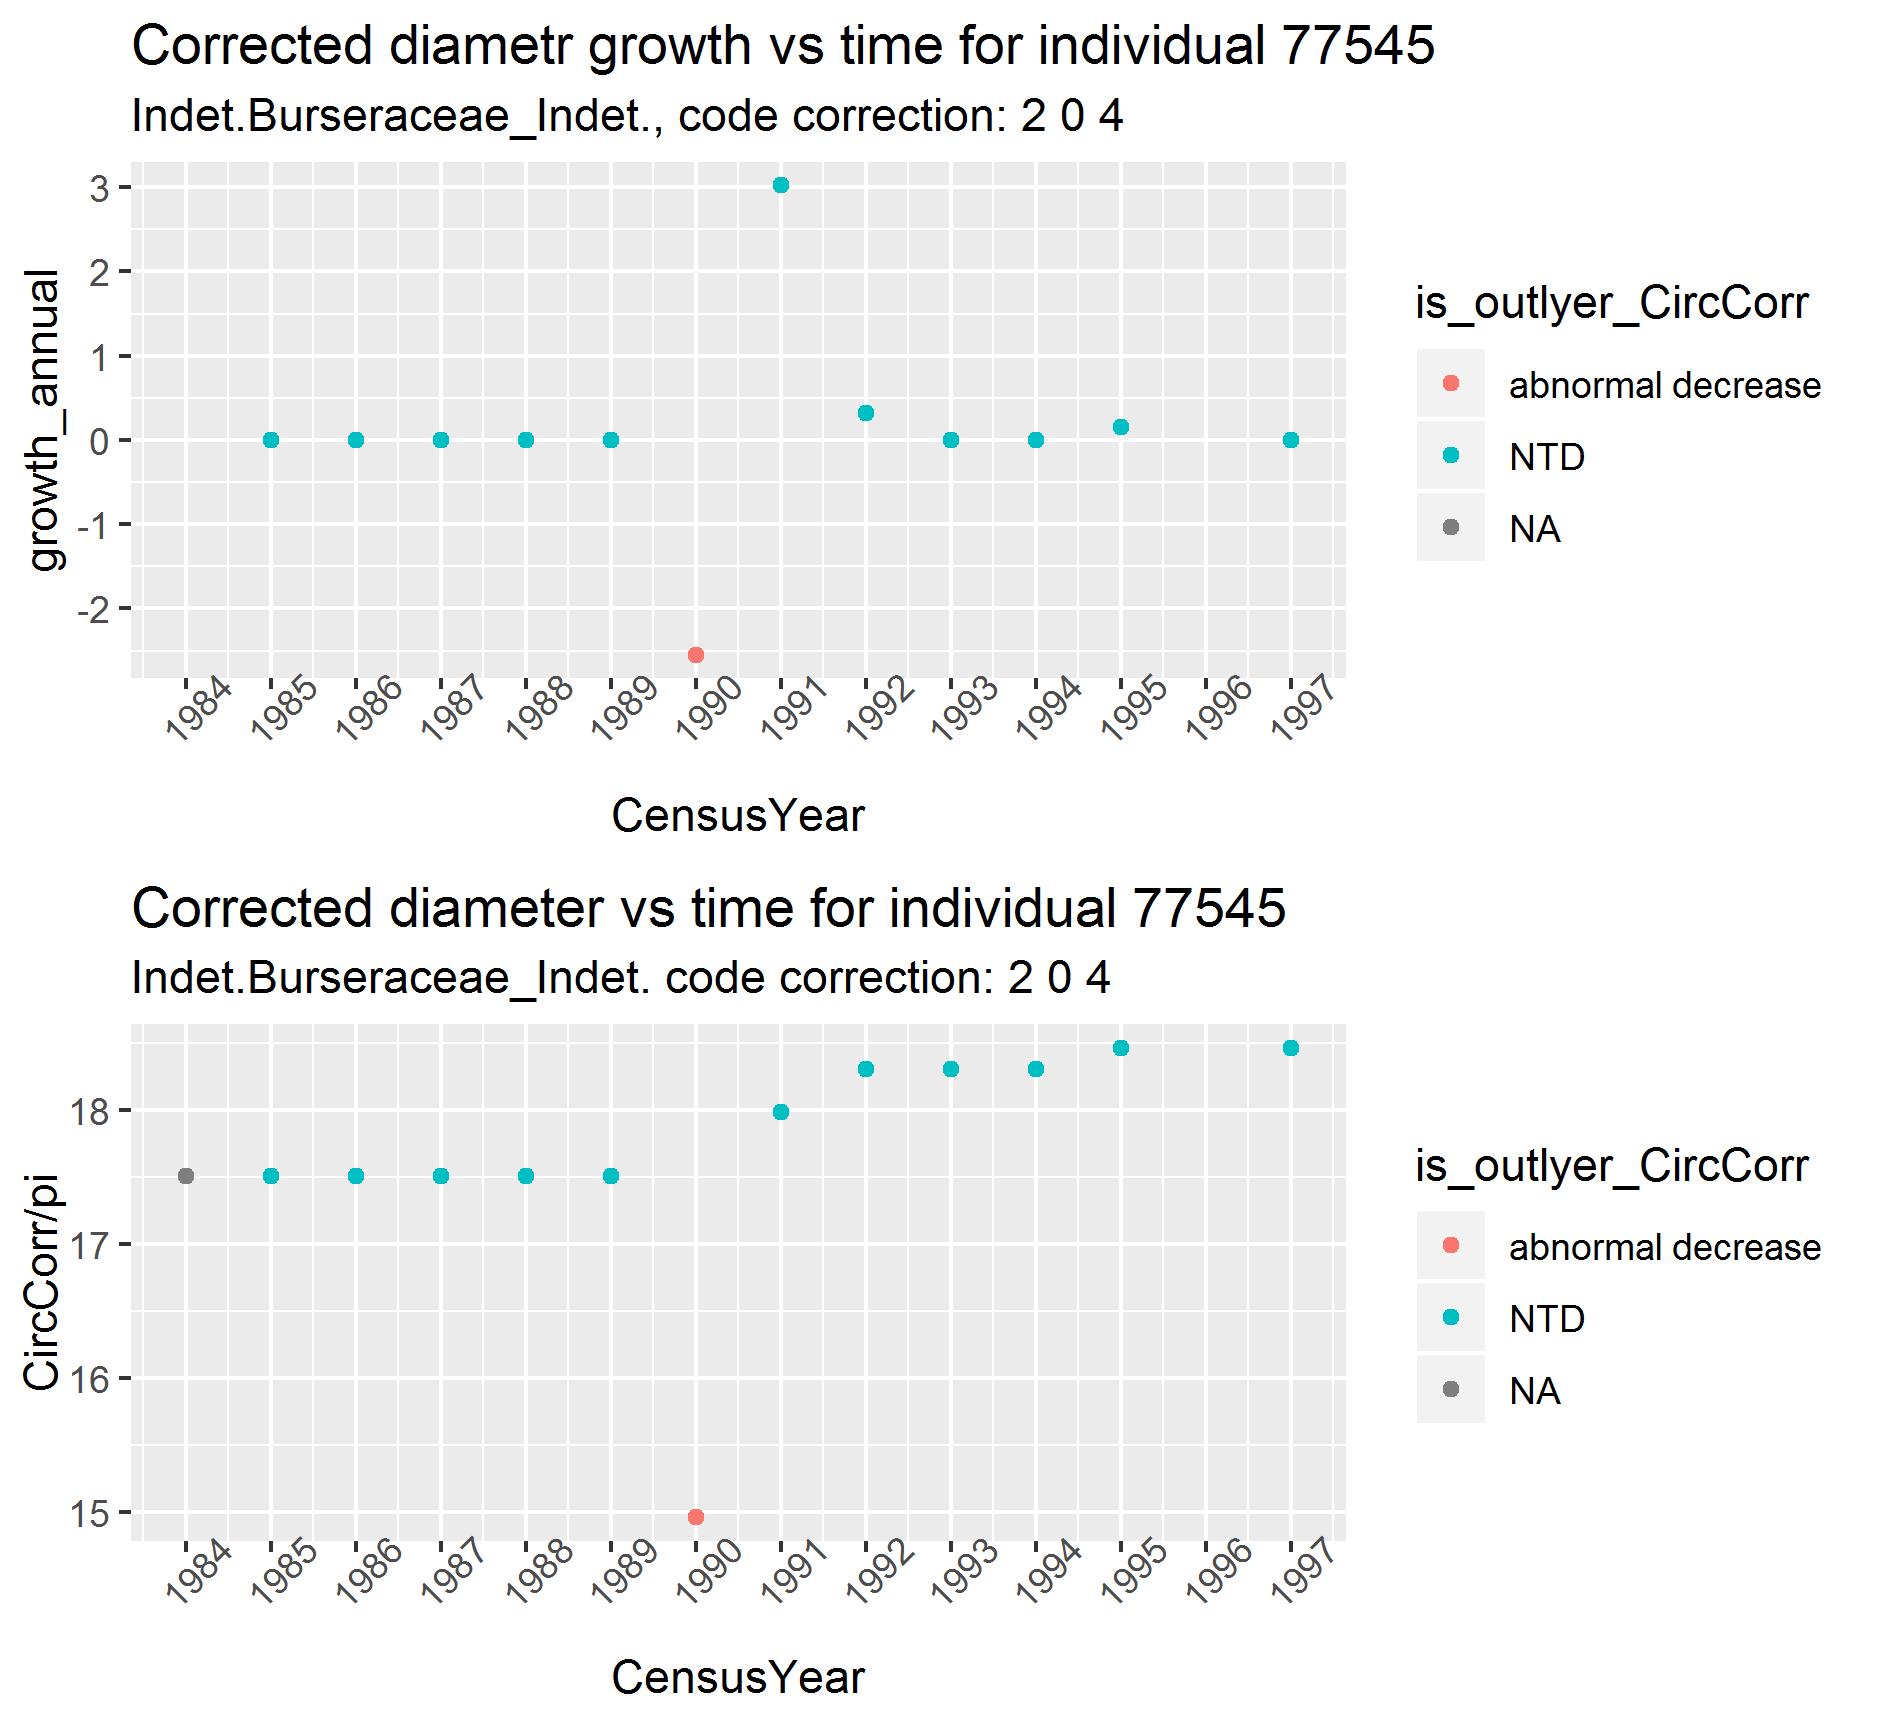 Corrected diametr growth vs time for individual 77545
Indet.Burseraceae_Indet., code correction: 2 0 4
growth_annual
3
2
1
0
-1
-2
1984 1985 1986 1987 1988 1989 1990 1991 1992 1993 1994 1995 1996 1997
CensusYear
is_outlyer_CircCorr
abnormal decrease
NTD
NA
Corrected diameter vs time for individual 77545
Indet.Burseraceae_Indet. code correction: 2 0 4
CircCorr/pi
18
17
16
15
1984 1985 1986 1987 1988 1989 1990 1991 1992 1993 1994 1995 1996 1997
CensusYear
is_outlyer_CircCorr
abnormal decrease
NTD
NA